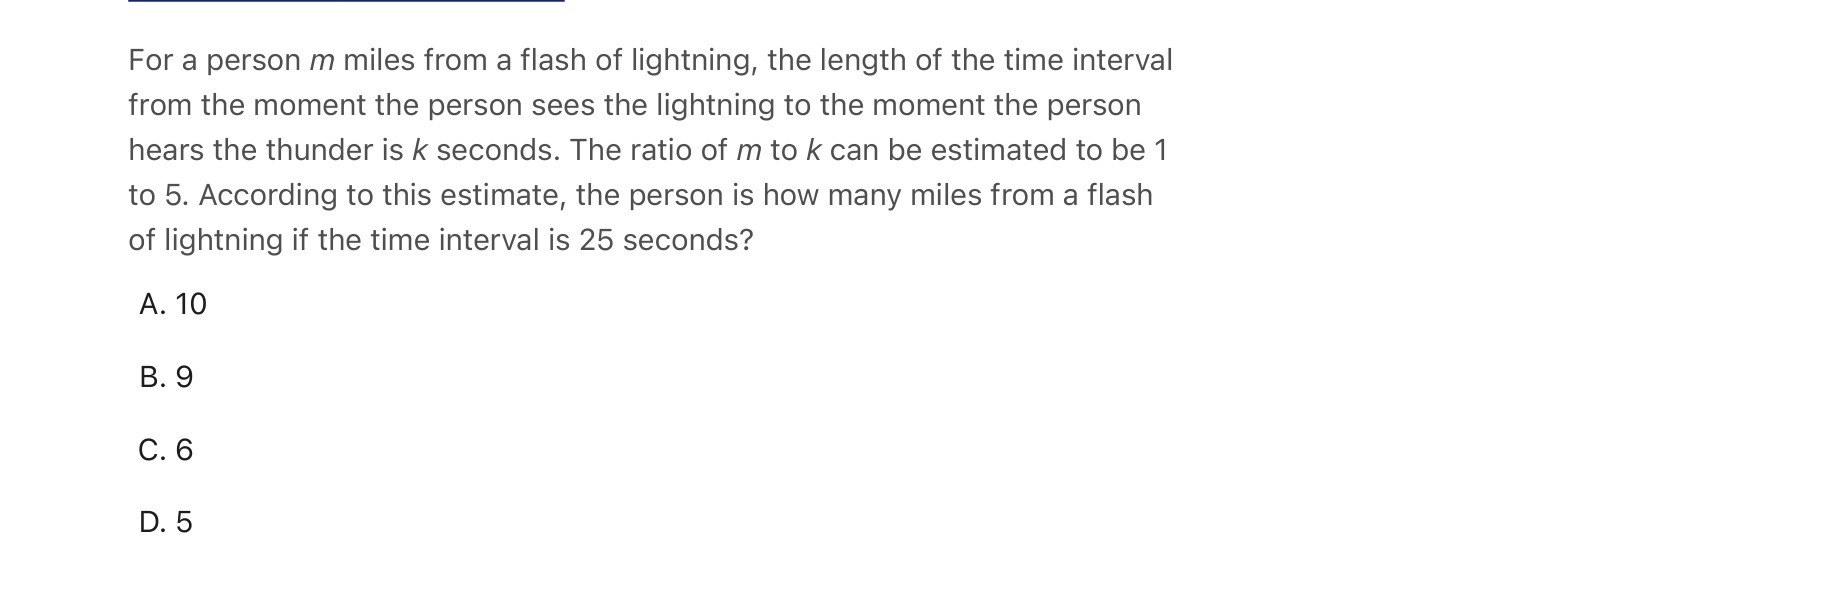 For a person m miles from a flash of lightning, the length of the time interval
from the moment the person sees the lightning to the moment the person
hears the thunder is k seconds. The ratio of m to k can be estimated to be 1
to 5. According to this estimate, the person is how many miles from a flash
of lightning if the time interval is 25 seconds?
A. 10
B. 9
C. 6
D. 5